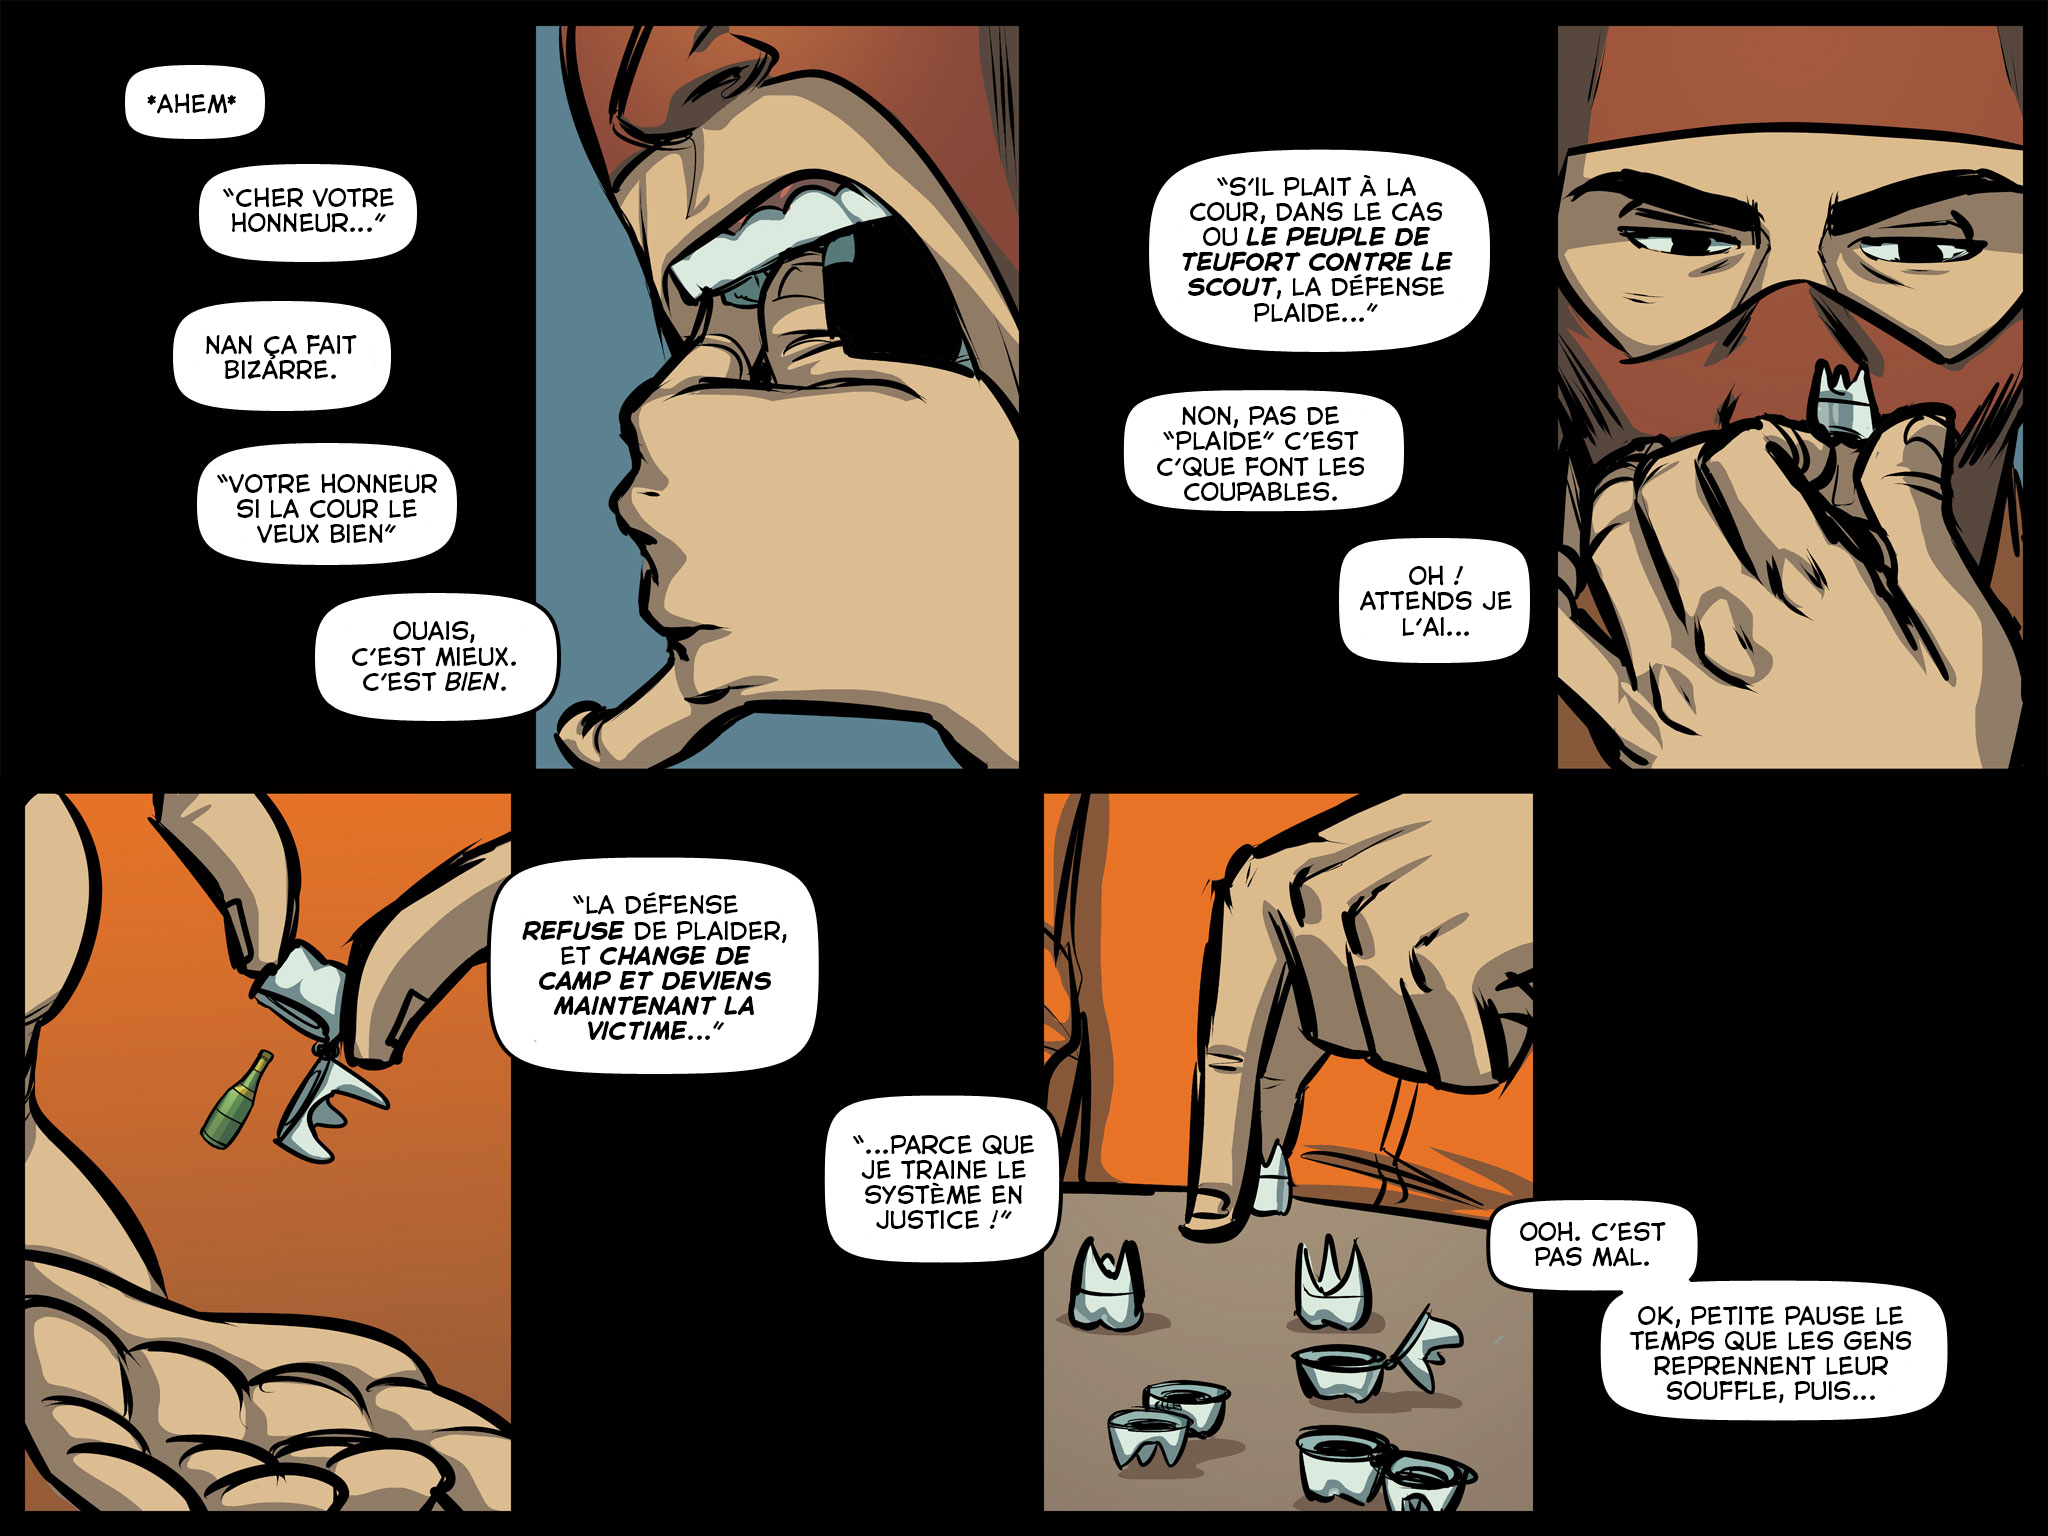 *AHEM*
"CHER VOTRE
HONNEUR..."
NAN ÇA FAIT
BIZARRE.
"VOTRE HONNEUR
SI LA COUR LE
VEUX BIEN"
OUAIS,
C'EST MIEUX.
C'EST BIEN.
"S'IL PLAIT À LA
COUR, DANS LE CAS
OU LE PEUPLE DE
TEUFORT CONTRE LE
SCOUT, LA DÉFENSE
PLAIDE..."
NON, PAS DE
"PLAIDE" C'EST
C'QUE FONT LES
COUPABLES.
OH !
ATTENDS JE
L'AI...
"LA DÉFENSE
REFUSE DE PLAIDER,
ET CHANGE DE
CAMP ET DEVIENS
MAINTENANT LA
VICTIME..."
"...PARCE QUE
JE TRAINE LE
SYSTÈME EN
JUSTICE !"
OOH. C'EST
PAS MAL.
OK, PETITE PAUSE LE
TEMPS QUE LES GENS
REPRENNENT LEUR
SOUFFLE, PUIS...